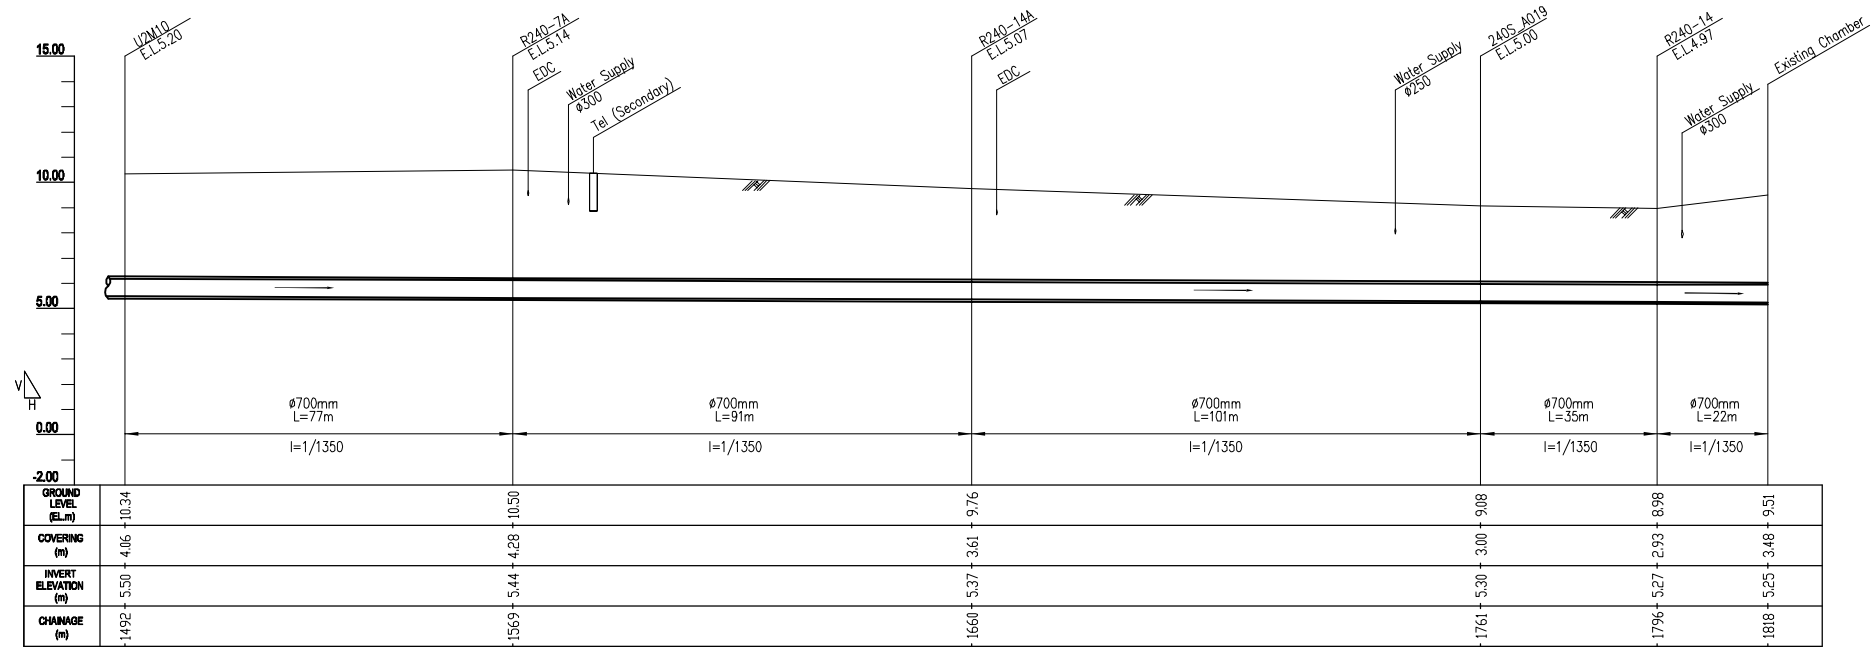 U2M10
E.L.5.20
R240-7A
E.L.5.14
EDC
Water Supply
ø300
Tel (Secondary)
R240-14A
E.L.5.07
EDC
Water Supply
ø250
240S_A019
E.L.5.00
R240-14
E.L.4.97
Water Supply
ø300
Existing Chamber
15.00
10.00
5.00
0.00
-2.00
V
H
ø700mm
L=77m
I=1/1350
ø700mm
L=91m
I=1/1350
ø700mm
L=101m
I=1/1350
ø700mm
L=35m
I=1/1350
ø700mm
L=22m
I=1/1350
GROUND
LEVEL
(EL.m)
10.34 10.50 9.76 9.08 8.98 9.51
COVERING
(m)
4.06 4.28 3.61 3.00 2.93 3.48
INVERT
ELEVATION
(m)
5.50 5.44 5.37 5.30 5.27 5.25
CHAINAGE
(m)
1492 1569 1660 1761 1796 1818